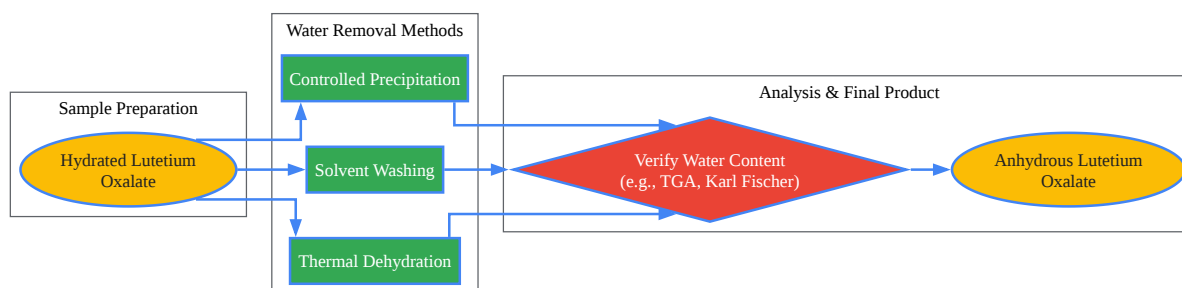 Sample Preparation
Hydrated Lutetium
Oxalate
Water Removal Methods
Controlled Precipitation
Solvent Washing
Thermal Dehydration
Analysis & Final Product
Verify Water Content
(e.g., TGA, Karl Fischer)
Anhydrous Lutetium
Oxalate